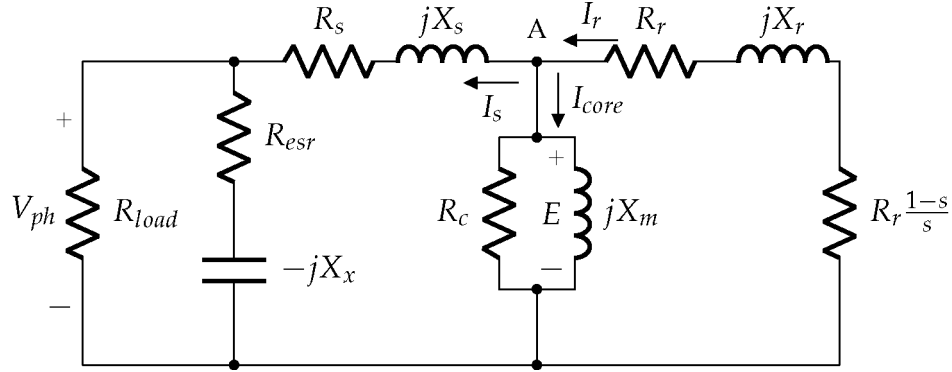 R_s jX_s A I_r R_r jX_r
I_s I_core
+ R_esr +
V_ph R_load R_c E jX_m R_r (1−s)/s
− −jX_x −